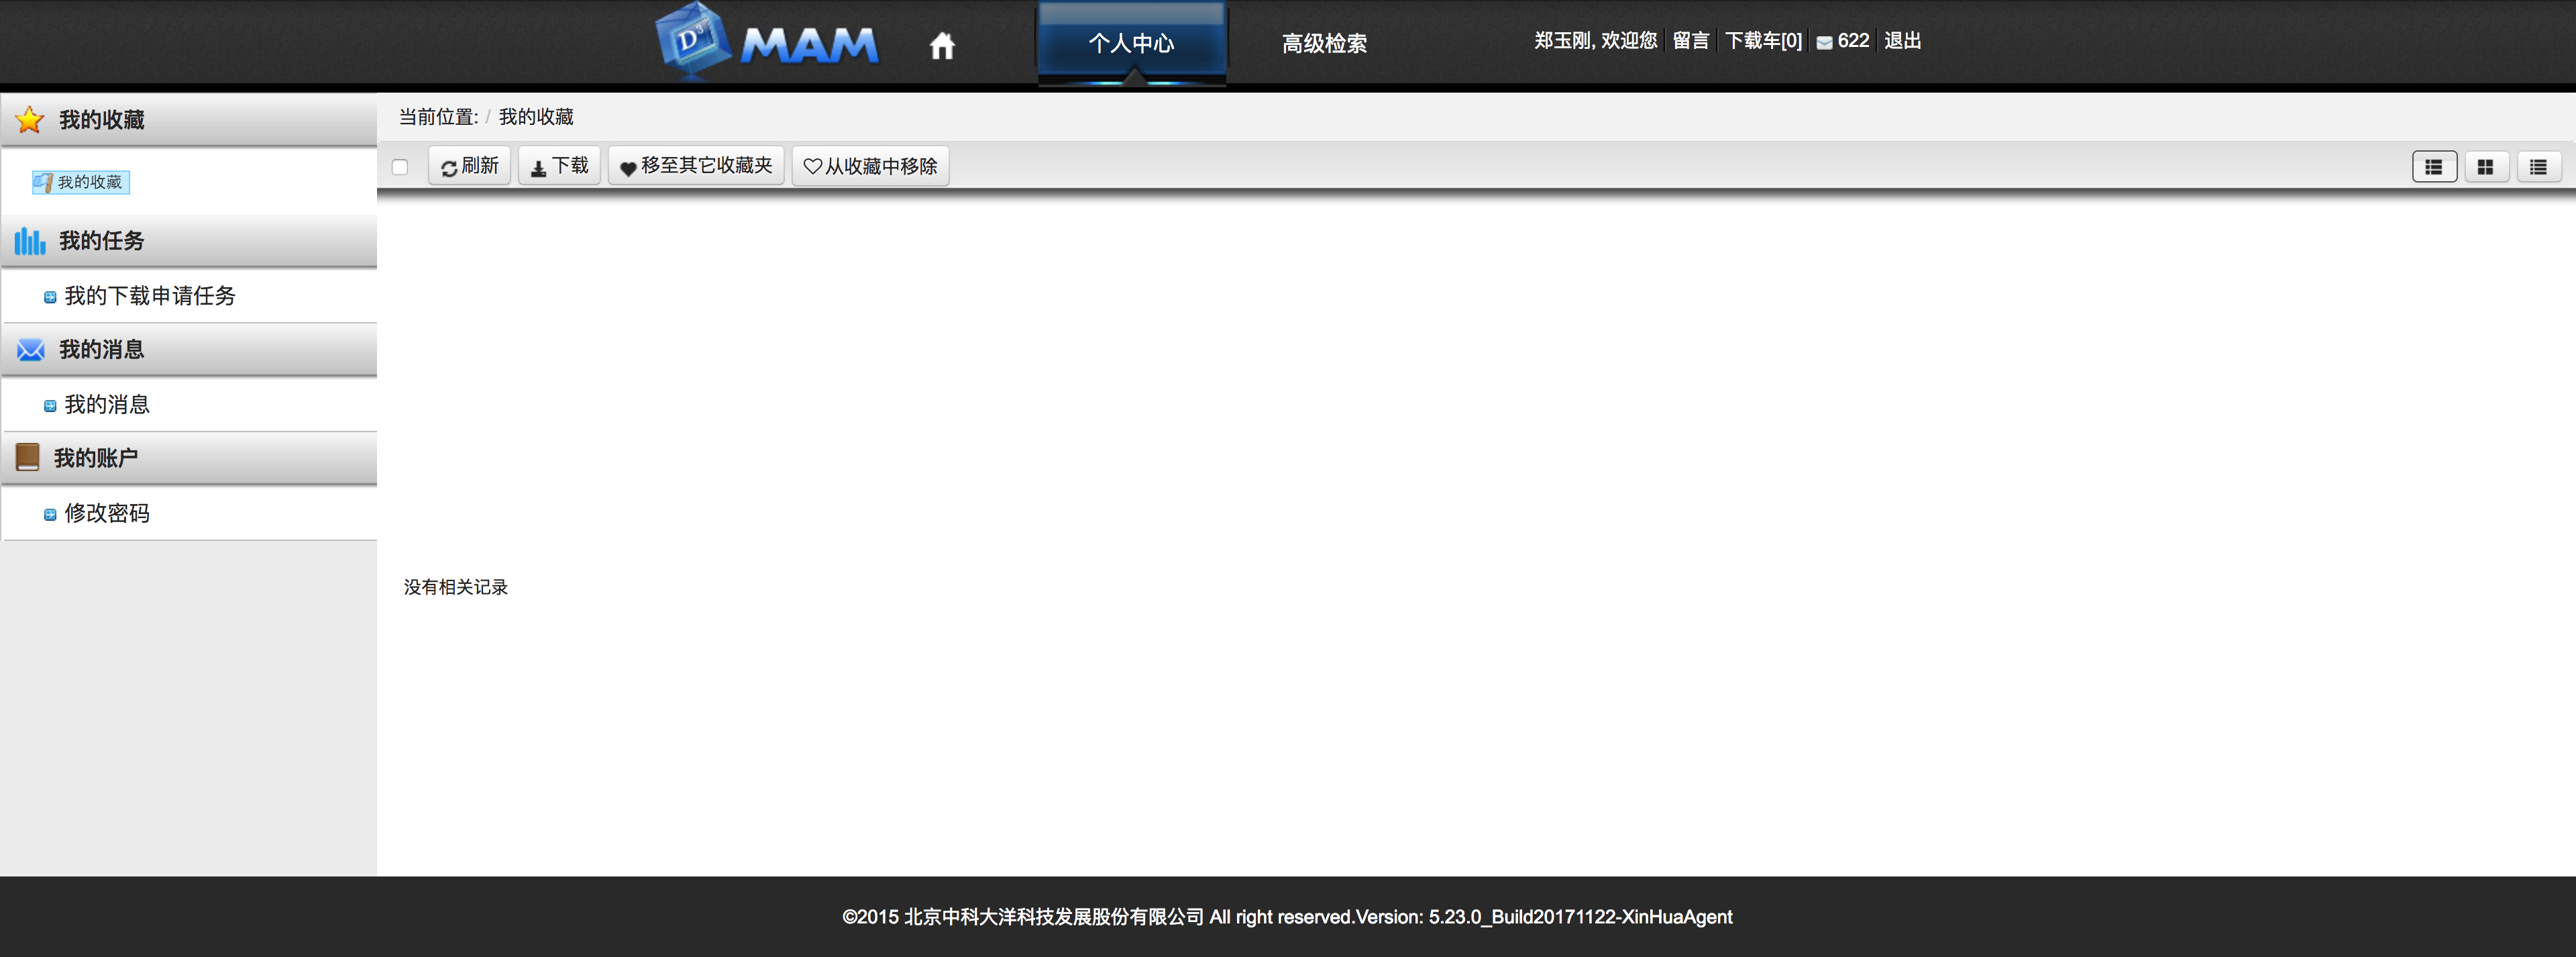 D³ MAM 个人中心 高级检索 郑玉刚, 欢迎您 留言 下载车[0] 622 退出
我的收藏
当前位置: / 我的收藏
刷新 下载 移至其它收藏夹 从收藏中移除
我的收藏
我的任务
我的下载申请任务
我的消息
我的消息
我的账户
修改密码
没有相关记录
©2015 北京中科大洋科技发展股份有限公司 All right reserved.Version: 5.23.0_Build20171122-XinHuaAgent